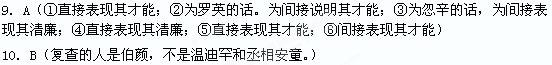 9．A（①直接表现其才能；②为罗英的话。为间接说明其才能；③为忽辛的话，为间接表
现其清廉；④直接表现其清廉；⑤直接表现其才能；⑥间接表现其才能）
10．B（复查的人是伯颜，不是温迪罕和丞相安童。）